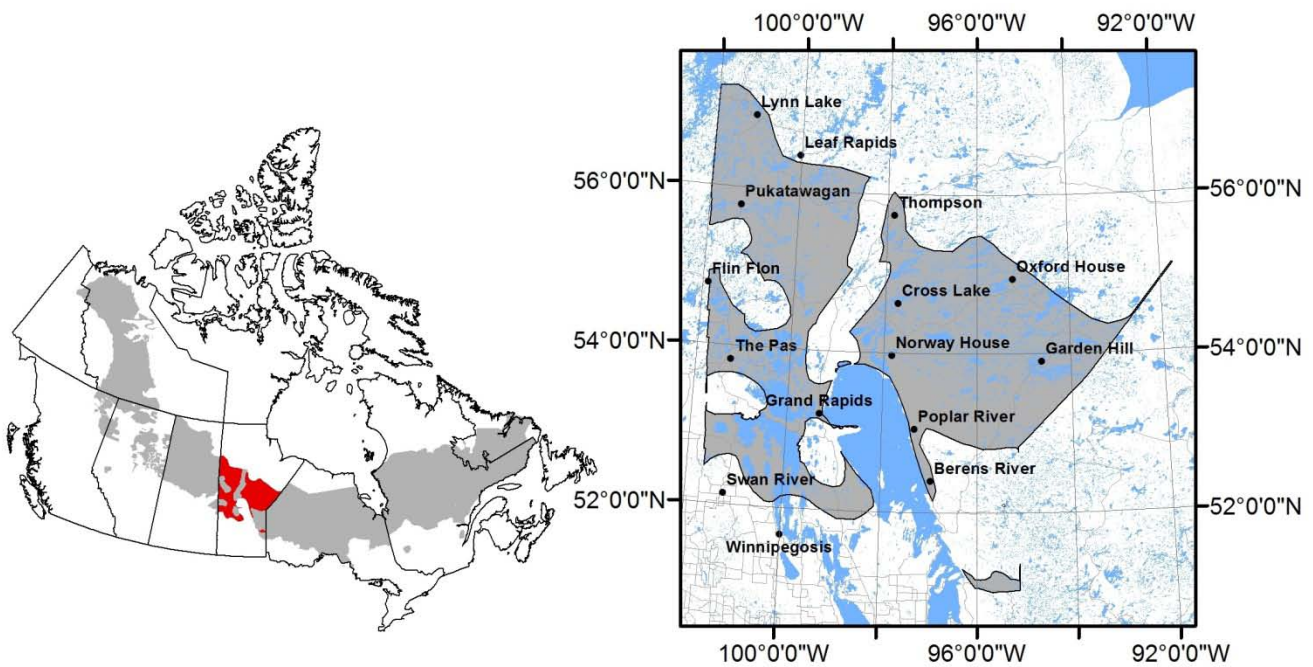 100°0'0"W 96°0'0"W 92°0'0"W
Lynn Lake
Leaf Rapids
56°0'0"N 56°0'0"N
Pukatawagan
Thompson
Flin Flon Oxford House
Cross Lake
54°0'0"N The Pas Norway House Garden Hill 54°0'0"N
Grand Rapids
Poplar River
Berens River
52°0'0"N Swan River 52°0'0"N
Winnipegosis
100°0'0"W 96°0'0"W 92°0'0"W